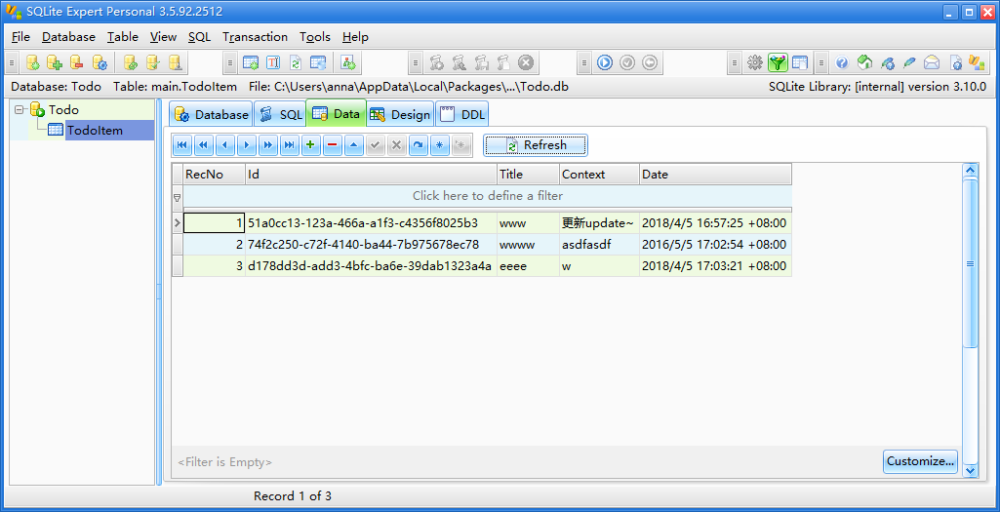 SQLite Expert Personal 3.5.92.2512
File Database Table View SQL Transaction Tools Help
Database: Todo Table: main.TodoItem File: C:\Users\anna\AppData\Local\Packages\...\Todo.db SQLite Library: [internal] version 3.10.0
Todo
TodoItem
Database SQL Data Design DDL
Refresh
RecNo Id Title Context Date
Click here to define a filter
1 51a0cc13-123a-466a-a1f3-c4356f8025b3 www 更新update~ 2018/4/5 16:57:25 +08:00
2 74f2c250-c72f-4140-ba44-7b975678ec78 wwww asdfasdf 2016/5/5 17:02:54 +08:00
3 d178dd3d-add3-4bfc-ba6e-39dab1323a4a eeee w 2018/4/5 17:03:21 +08:00
<Filter is Empty> Customize...
Record 1 of 3